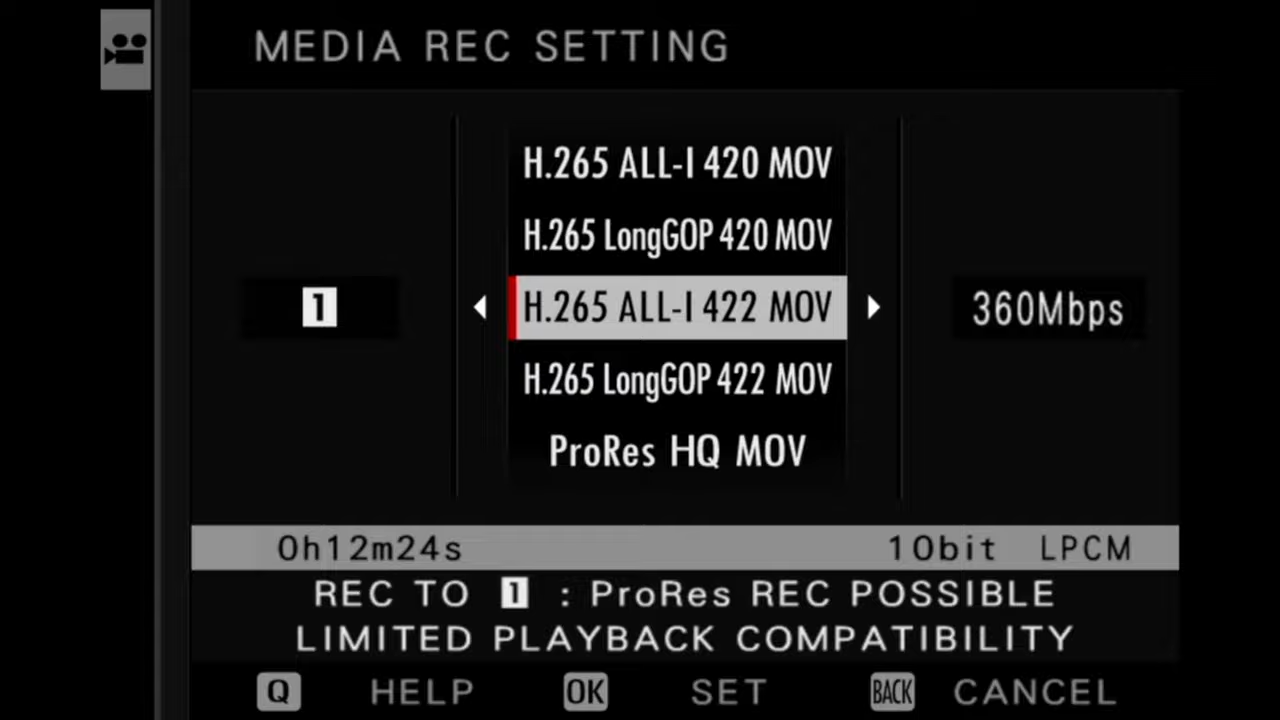 MEDIA REC SETTING
H.265 ALL-I 420 MOV
H.265 LongGOP 420 MOV
1 H.265 ALL-I 422 MOV 360Mbps
H.265 LongGOP 422 MOV
ProRes HQ MOV
0h12m24s 10bit LPCM
REC TO 1 : ProRes REC POSSIBLE
LIMITED PLAYBACK COMPATIBILITY
Q HELP OK SET BACK CANCEL